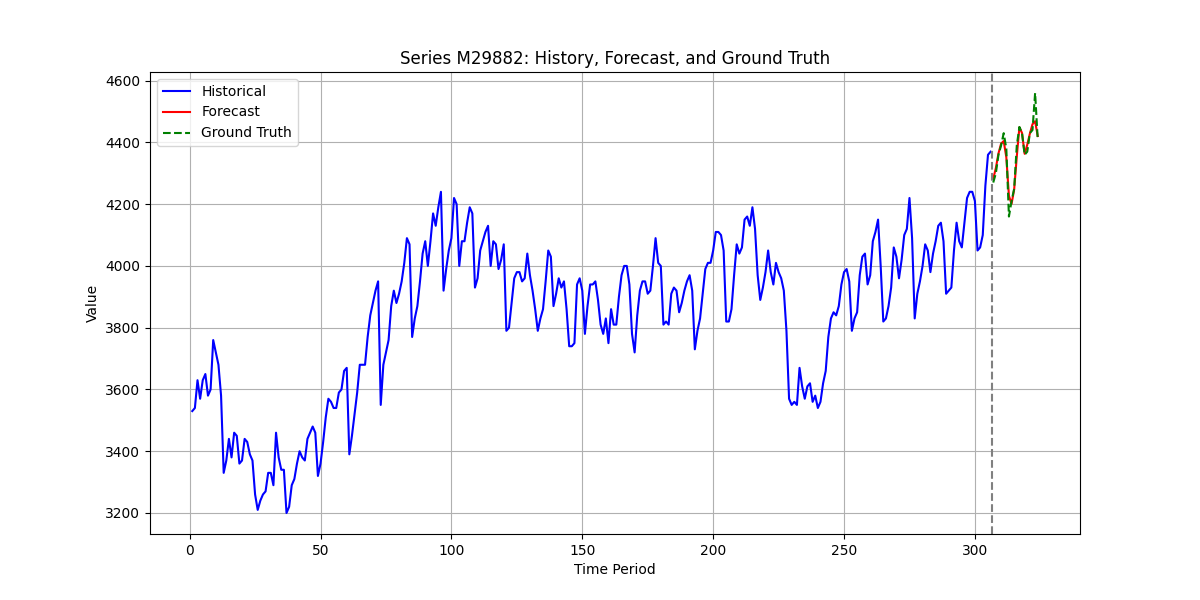 Series M29882: History, Forecast, and Ground Truth
Historical
Forecast
Ground Truth
4600
4400
4200
4000
3800
3600
3400
3200
Value
0 50 100 150 200 250 300
Time Period